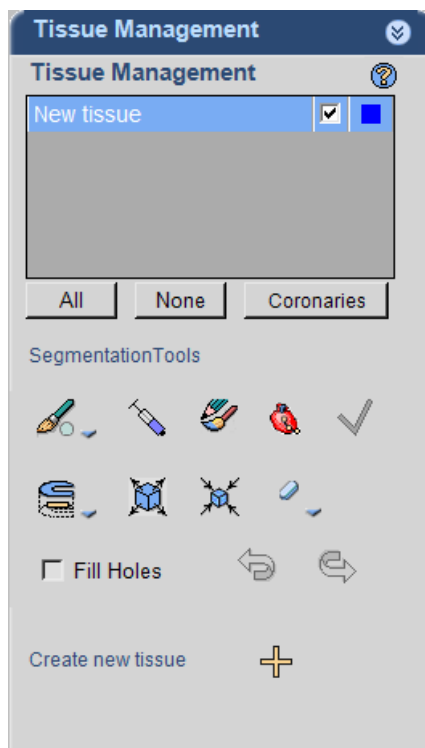 Tissue Management
Tissue Management
New tissue
All None Coronaries
SegmentationTools
Fill Holes
Create new tissue